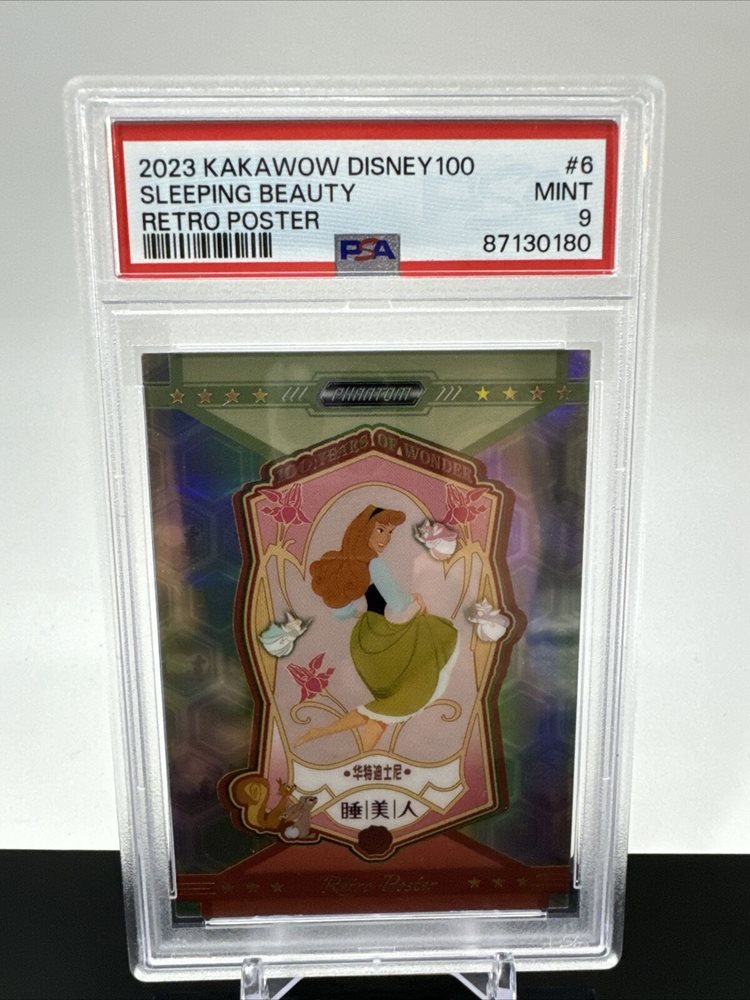 2023 KAKAWOW DISNEY100 #6
SLEEPING BEAUTY MINT
RETRO POSTER 9
PSA 87130180
PHANTOM
100 YEARS OF WONDER
•华特迪士尼•
睡|美|人
Retro Poster